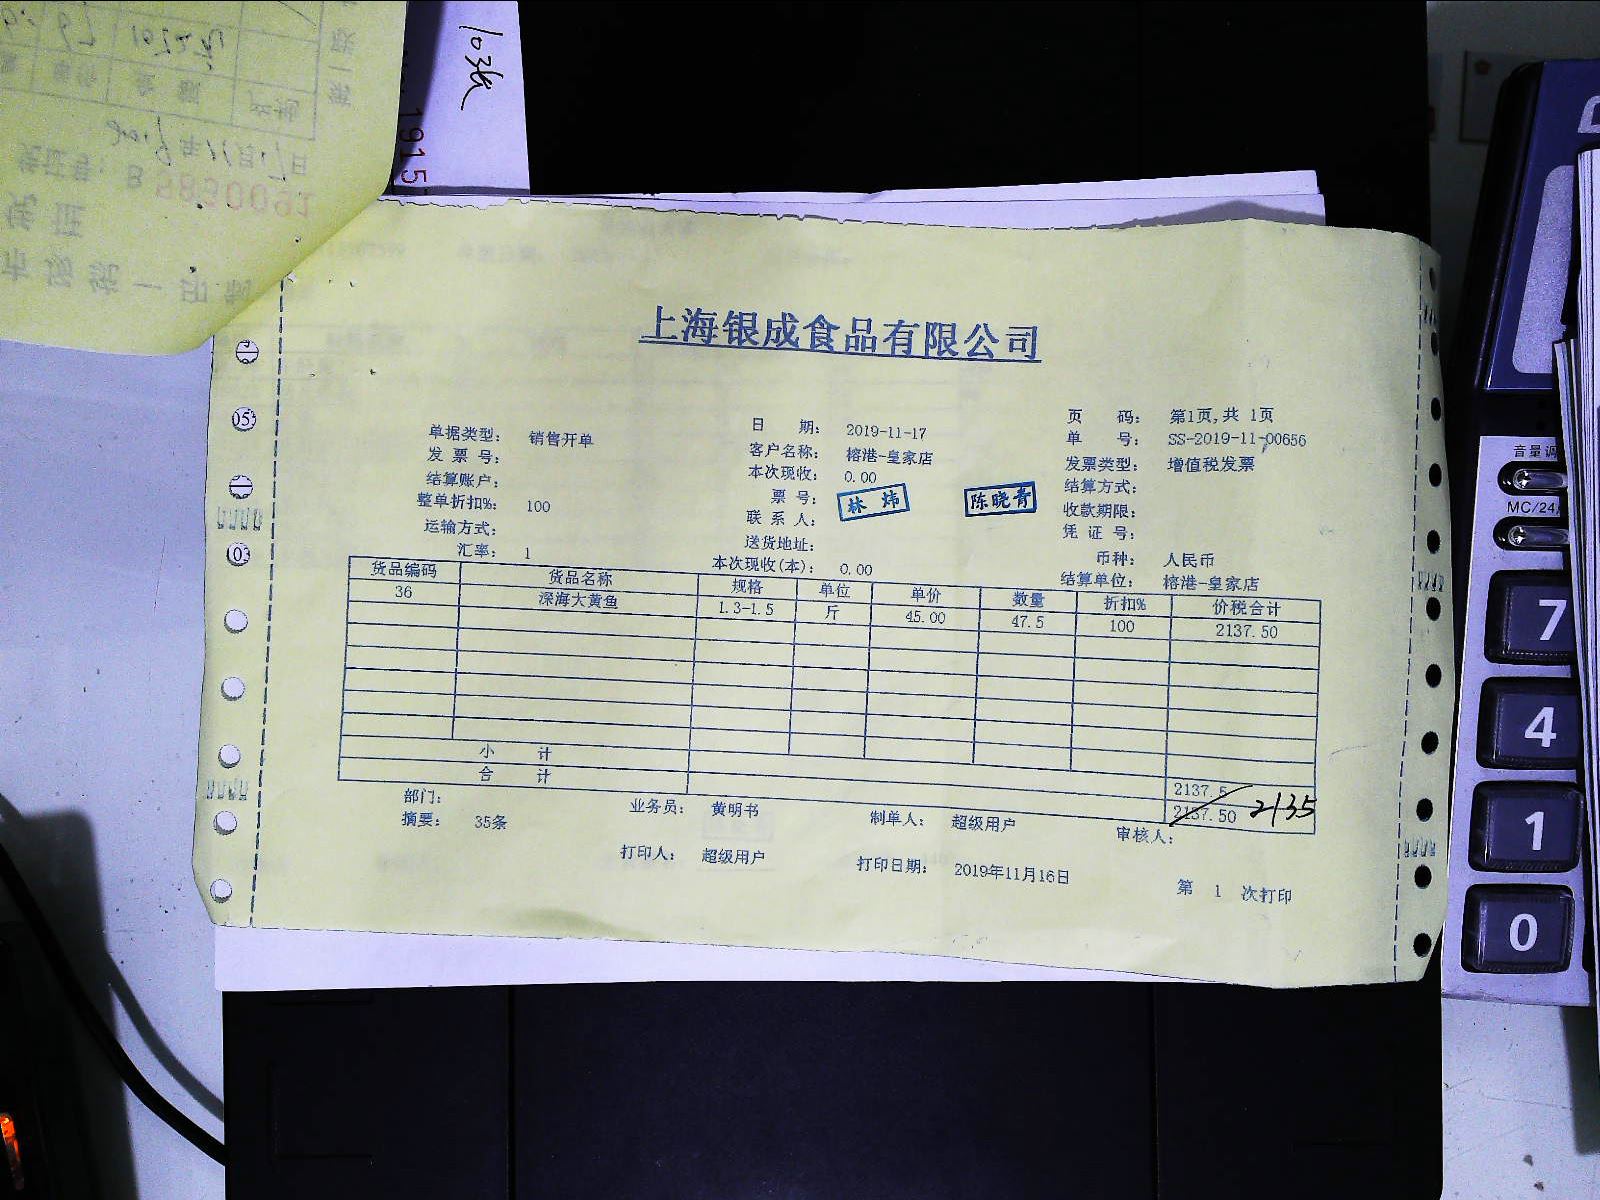 10张
1915
上海银成食品有限公司
单据类型： 销售开单 日 期： 2019-11-17 页 码： 第1页,共 1页
发 票 号： 客户名称： 榕港-皇家店 单 号： SS-2019-11-00656
结算账户： 本次现收： 0.00 发票类型： 增值税发票
整单折扣%： 100 票 号： 林 炜 陈晓青 结算方式：
运输方式： 联 系 人： 收款期限：
汇率： 1 送货地址： 凭 证 号：
本次现收(本)： 0.00 币种： 人民币
结算单位： 榕港-皇家店
货品编码 货品名称 规格 单位 单价 数量 折扣% 价税合计
36 深海大黄鱼 1.3-1.5 斤 45.00 47.5 100 2137.50
小 计 2137.5
合 计 2137.50 2135
部门： 业务员： 黄明书 制单人： 超级用户 审核人：
摘要： 35条
打印人： 超级用户 打印日期： 2019年11月16日 第 1 次打印
音量调
MC/24
7
4
1
0